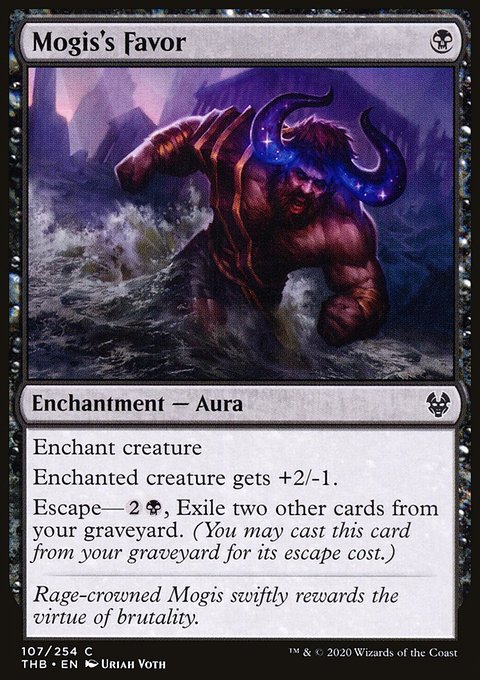 Mogis's Favor
Enchantment — Aura
Enchant creature
Enchanted creature gets +2/-1.
Escape—2, Exile two other cards from
your graveyard. (You may cast this card
from your graveyard for its escape cost.)
Rage-crowned Mogis swiftly rewards the
virtue of brutality.
107/254 C
THB • EN Uriah Voth
™ & © 2020 Wizards of the Coast